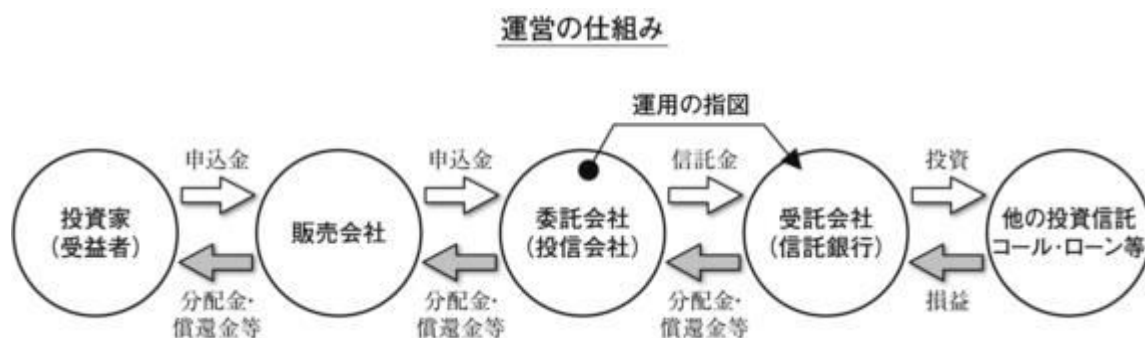 運営の仕組み
運用の指図
申込金
申込金
信託金
投資
投資家
(受益者)
販売会社
委託会社
(投信会社)
受託会社
(信託銀行)
他の投資信託
コール・ローン等
分配金・
償還金等
分配金・
償還金等
分配金・
償還金等
損益